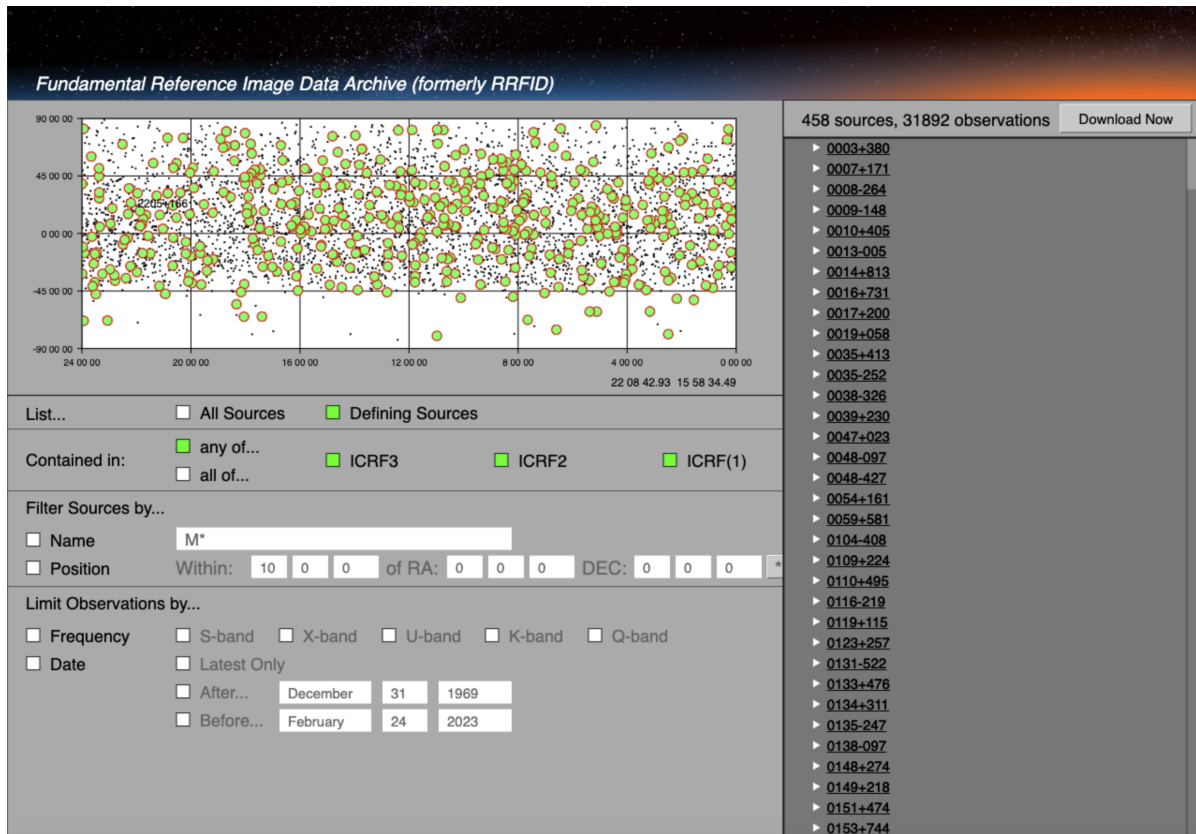 Fundamental Reference Image Data Archive (formerly RRFID)
90 00 00
45 00 00
2205+166
0 00 00
-45 00 00
-90 00 00
24 00 00 20 00 00 16 00 00 12 00 00 8 00 00 4 00 00 0 00 00
22 08 42.93 15 58 34.49
List... All Sources Defining Sources
Contained in: any of... ICRF3 ICRF2 ICRF(1)
all of...
Filter Sources by...
Name M*
Position Within: 10 0 0 of RA: 0 0 0 DEC: 0 0 0 *
Limit Observations by...
Frequency S-band X-band U-band K-band Q-band
Date Latest Only
After... December 31 1969
Before... February 24 2023
458 sources, 31892 observations Download Now
0003+380
0007+171
0008-264
0009-148
0010+405
0013-005
0014+813
0016+731
0017+200
0019+058
0035+413
0035-252
0038-326
0039+230
0047+023
0048-097
0048-427
0054+161
0059+581
0104-408
0109+224
0110+495
0116-219
0119+115
0123+257
0131-522
0133+476
0134+311
0135-247
0138-097
0148+274
0149+218
0151+474
0153+744